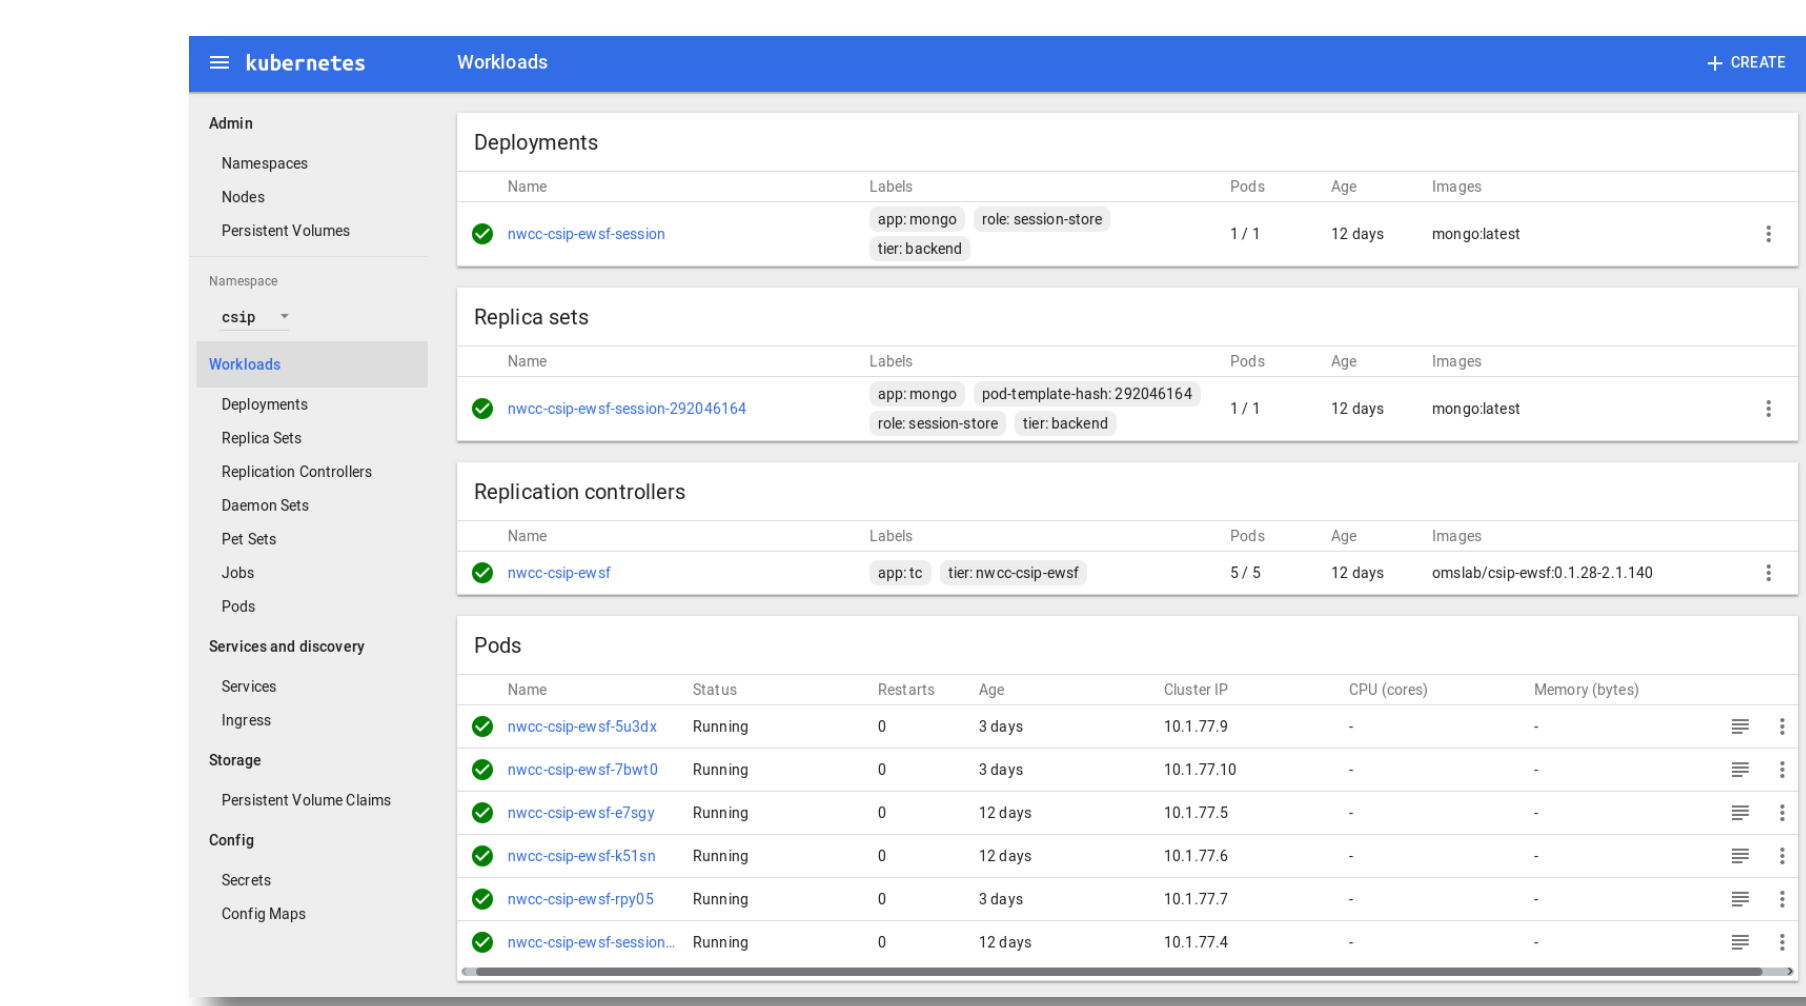 kubernetes Workloads CREATE
Admin
Namespaces
Nodes
Persistent Volumes
Namespace
csip
Workloads
Deployments
Replica Sets
Replication Controllers
Daemon Sets
Pet Sets
Jobs
Pods
Services and discovery
Services
Ingress
Storage
Persistent Volume Claims
Config
Secrets
Config Maps
Deployments
Name Labels Pods Age Images
nwcc-csip-ewsf-session app: mongo role: session-store 1 / 1 12 days mongo:latest
tier: backend
Replica sets
Name Labels Pods Age Images
nwcc-csip-ewsf-session-292046164 app: mongo pod-template-hash: 292046164 1 / 1 12 days mongo:latest
role: session-store tier: backend
Replication controllers
Name Labels Pods Age Images
nwcc-csip-ewsf app: tc tier: nwcc-csip-ewsf 5 / 5 12 days omslab/csip-ewsf:0.1.28-2.1.140
Pods
Name Status Restarts Age Cluster IP CPU (cores) Memory (bytes)
nwcc-csip-ewsf-5u3dx Running 0 3 days 10.1.77.9 - -
nwcc-csip-ewsf-7bwt0 Running 0 3 days 10.1.77.10 - -
nwcc-csip-ewsf-e7sgy Running 0 12 days 10.1.77.5 - -
nwcc-csip-ewsf-k51sn Running 0 12 days 10.1.77.6 - -
nwcc-csip-ewsf-rpy05 Running 0 3 days 10.1.77.7 - -
nwcc-csip-ewsf-session... Running 0 12 days 10.1.77.4 - -